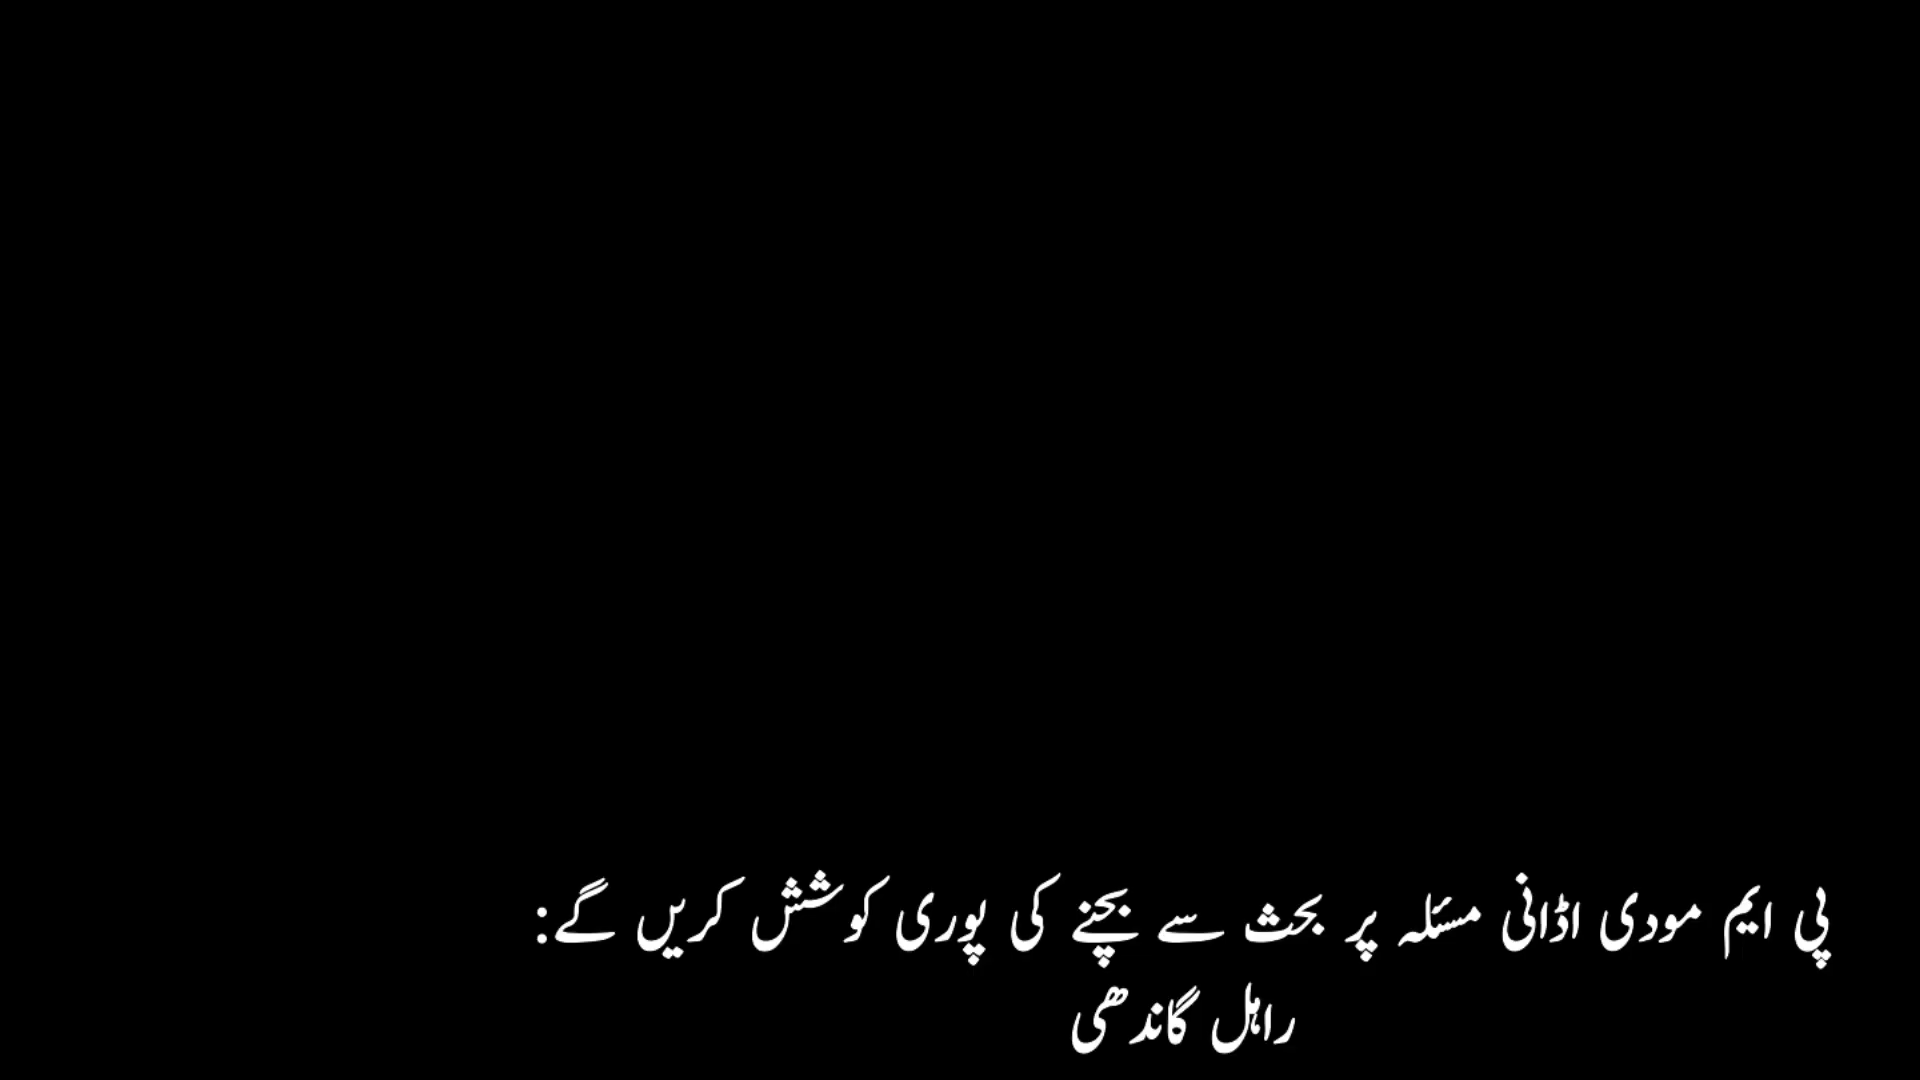 پی ایم مودی اڈانی مسئلہ پر بحث سے بچنے کی پوری کوشش کریں گے:
راہل گاندھی